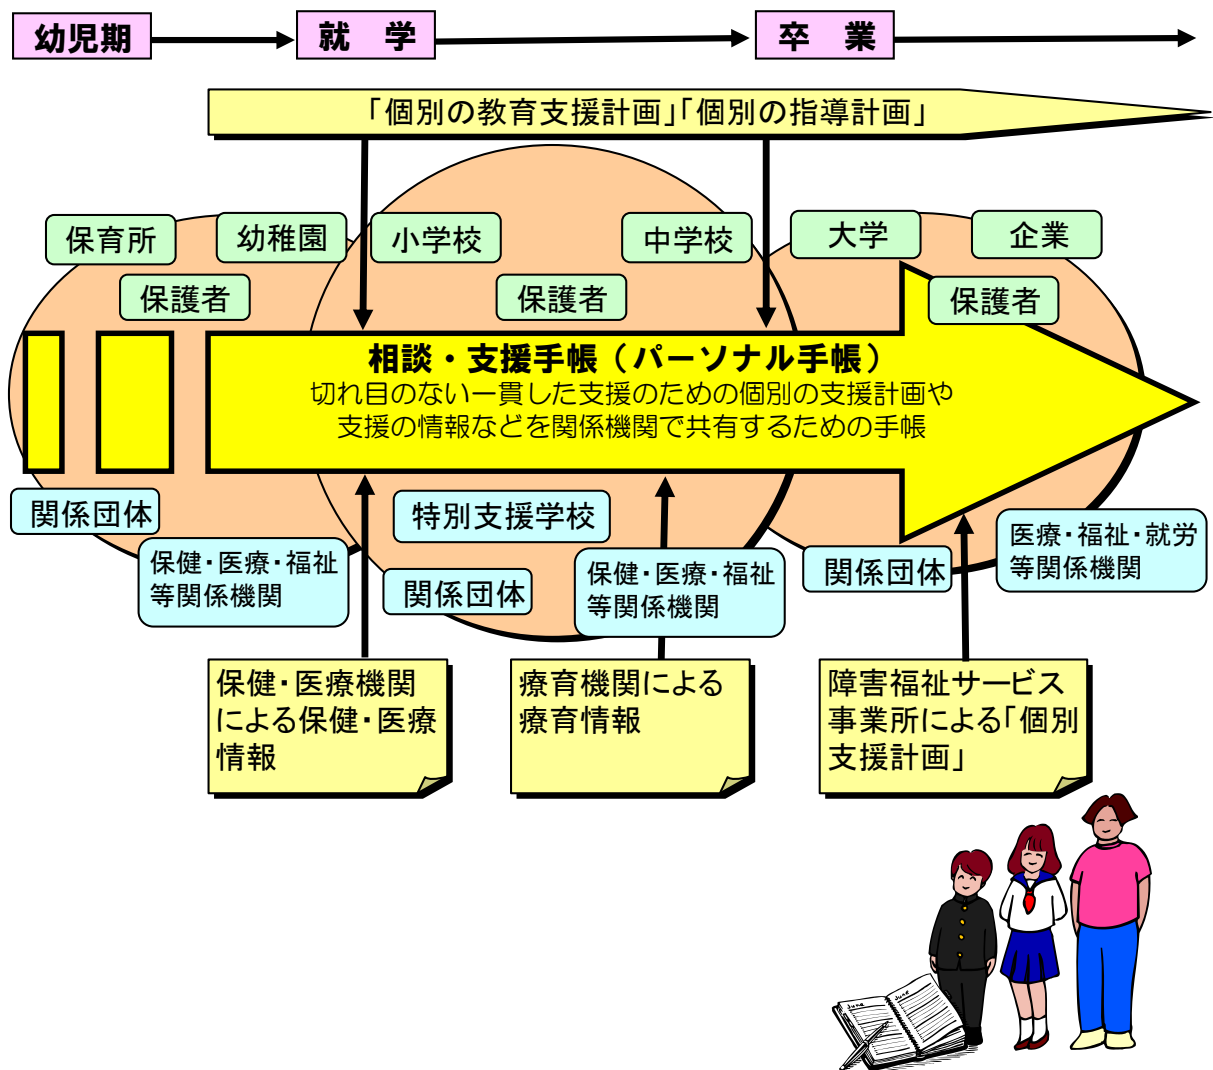 幼児期
就　学
卒　業
「個別の教育支援計画」「個別の指導計画」
保育所
幼稚園
小学校
中学校
大学
企業
保護者
保護者
保護者
相談・支援手帳（パーソナル手帳）
切れ目のない一貫した支援のための個別の支援計画や
支援の情報などを関係機関で共有するための手帳
関係団体
保健・医療・福祉
等関係機関
特別支援学校
関係団体
保健・医療・福祉
等関係機関
関係団体
医療・福祉・就労
等関係機関
保健・医療機関
による保健・医療
情報
療育機関による
療育情報
障害福祉サービス
事業所による「個別
支援計画」
June
June